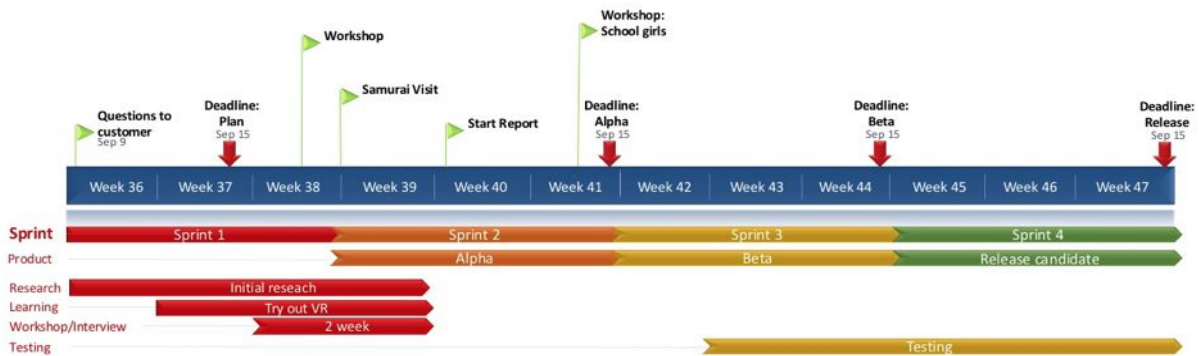 Workshop:
School girls
Workshop
Samurai Visit
Questions to
customer
Sep 9
Deadline:
Plan
Sep 15
Start Report
Deadline:
Alpha
Sep 15
Deadline:
Beta
Sep 15
Deadline:
Release
Sep 15
Week 36 Week 37 Week 38 Week 39 Week 40 Week 41 Week 42 Week 43 Week 44 Week 45 Week 46 Week 47
Sprint Sprint 1 Sprint 2 Sprint 3 Sprint 4
Product Alpha Beta Release candidate
Research Initial reseach
Learning Try out VR
Workshop/Interview 2 week
Testing Testing